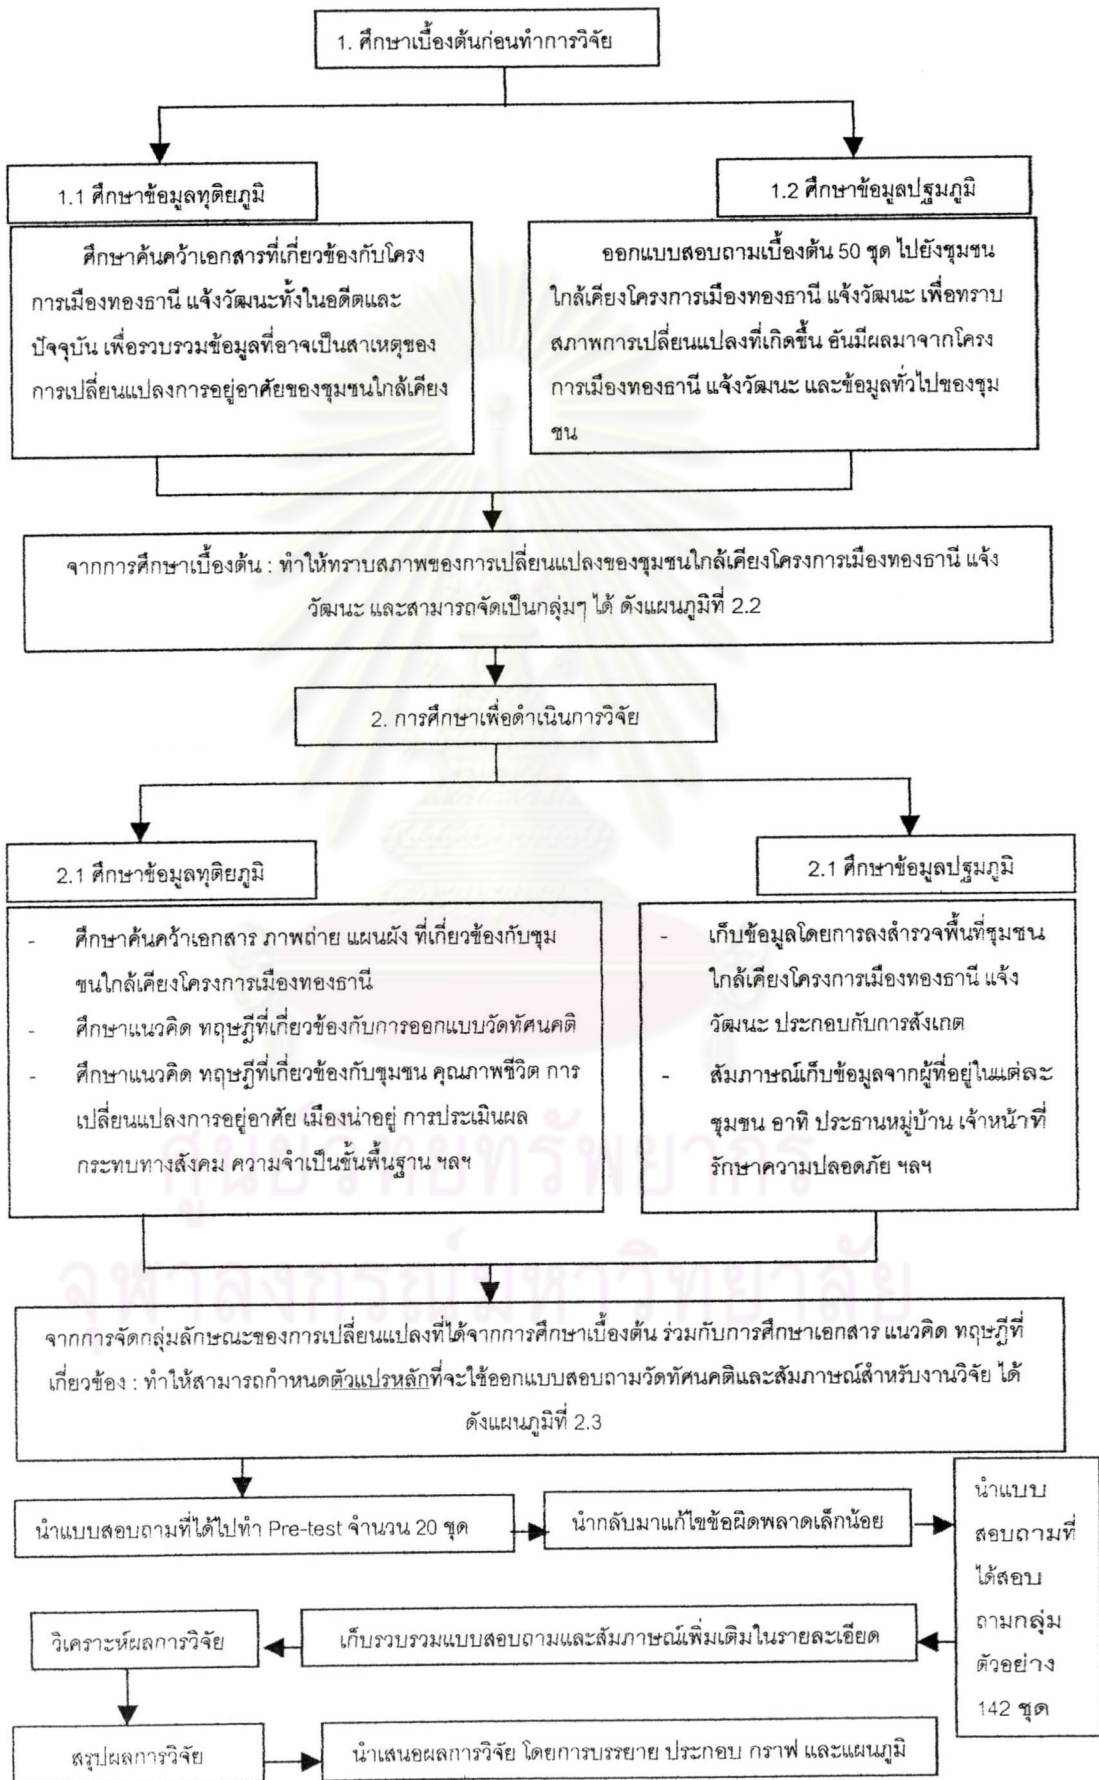 1. ศึกษาเบื้องต้นก่อนทำการวิจัย
1.1 ศึกษาข้อมูลทุติยภูมิ
ศึกษาค้นคว้าเอกสารที่เกี่ยวข้องกับโครง
การเมืองทองธานี แจ้งวัฒนะทั้งในอดีตและ
ปัจจุบัน เพื่อรวบรวมข้อมูลที่อาจเป็นสาเหตุของ
การเปลี่ยนแปลงการอยู่อาศัยของชุมชนใกล้เคียง
1.2 ศึกษาข้อมูลปฐมภูมิ
ออกแบบสอบถามเบื้องต้น 50 ชุด ไปยังชุมชน
ใกล้เคียงโครงการเมืองทองธานี แจ้งวัฒนะ เพื่อทราบ
สภาพการเปลี่ยนแปลงที่เกิดขึ้น อันมีผลมาจากโครง
การเมืองทองธานี แจ้งวัฒนะ และข้อมูลทั่วไปของชุม
ชน
จากการศึกษาเบื้องต้น : ทำให้ทราบสภาพของการเปลี่ยนแปลงของชุมชนใกล้เคียงโครงการเมืองทองธานี แจ้ง
วัฒนะ และสามารถจัดเป็นกลุ่มๆ ได้ ดังแผนภูมิที่ 2.2
2. การศึกษาเพื่อดำเนินการวิจัย
2.1 ศึกษาข้อมูลทุติยภูมิ
- ศึกษาค้นคว้าเอกสาร ภาพถ่าย แผนผัง ที่เกี่ยวข้องกับชุม
ชนใกล้เคียงโครงการเมืองทองธานี
- ศึกษาแนวคิด ทฤษฎีที่เกี่ยวข้องกับการออกแบบวัดทัศนคติ
- ศึกษาแนวคิด ทฤษฎีที่เกี่ยวข้องกับชุมชน คุณภาพชีวิต การ
เปลี่ยนแปลงการอยู่อาศัย เมืองน่าอยู่ การประเมินผล
กระทบทางสังคม ความจำเป็นขั้นพื้นฐาน ฯลฯ
2.1 ศึกษาข้อมูลปฐมภูมิ
- เก็บข้อมูลโดยการลงสำรวจพื้นที่ชุมชน
ใกล้เคียงโครงการเมืองทองธานี แจ้ง
วัฒนะ ประกอบกับการสังเกต
- สัมภาษณ์เก็บข้อมูลจากผู้ที่อยู่ในแต่ละ
ชุมชน อาทิ ประธานหมู่บ้าน เจ้าหน้าที่
รักษาความปลอดภัย ฯลฯ
ศูนย์วิทยทรัพยากร
จุฬาลงกรณ์มหาวิทยาลัย
จากการจัดกลุ่มลักษณะของการเปลี่ยนแปลงที่ได้จากการศึกษาเบื้องต้น ร่วมกับการศึกษาเอกสาร แนวคิด ทฤษฎีที่
เกี่ยวข้อง : ทำให้สามารถกำหนดตัวแปรหลักที่จะใช้ออกแบบสอบถามวัดทัศนคติและสัมภาษณ์สำหรับงานวิจัย ได้
ดังแผนภูมิที่ 2.3
นำแบบสอบถามที่ได้ไปทำ Pre-test จำนวน 20 ชุด
นำกลับมาแก้ไขข้อผิดพลาดเล็กน้อย
นำแบบ
สอบถามที่
ได้สอบ
ถามกลุ่ม
ตัวอย่าง
142 ชุด
เก็บรวบรวมแบบสอบถามและสัมภาษณ์เพิ่มเติมในรายละเอียด
วิเคราะห์ผลการวิจัย
สรุปผลการวิจัย
นำเสนอผลการวิจัย โดยการบรรยาย ประกอบ กราฟ และแผนภูมิ